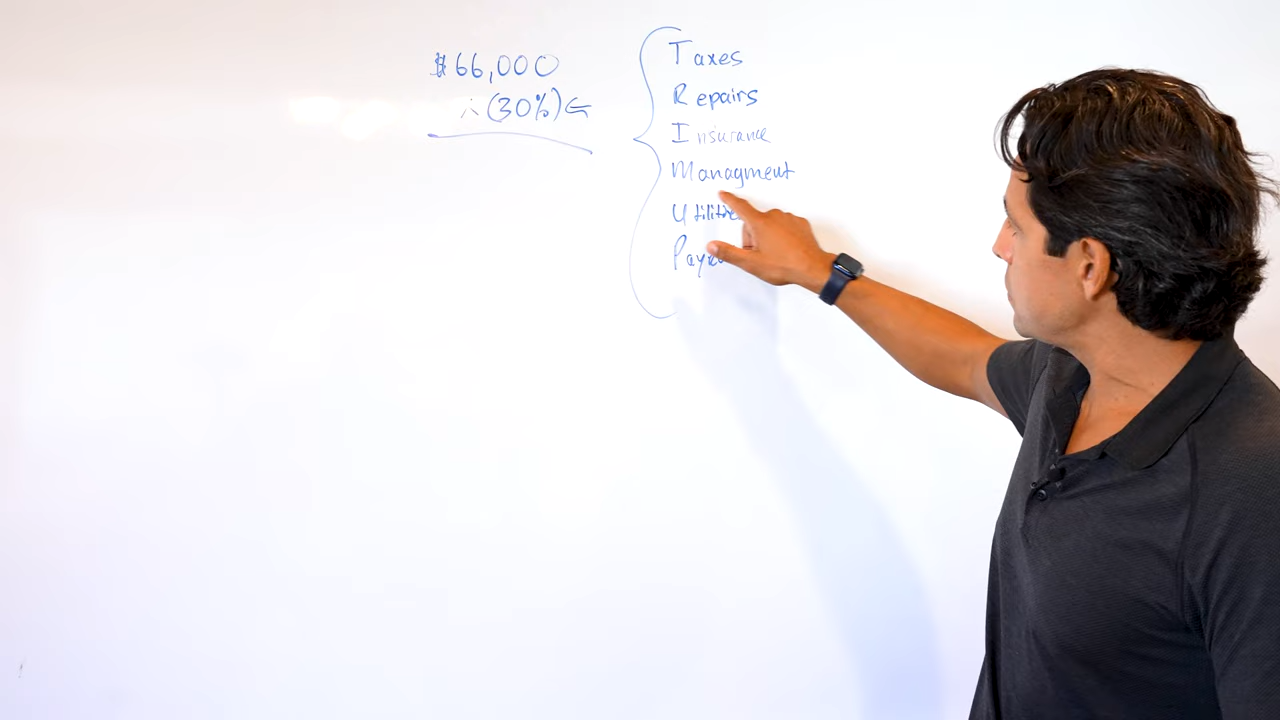 $66,000
(30%)
Taxes
Repairs
Insurance
Managment